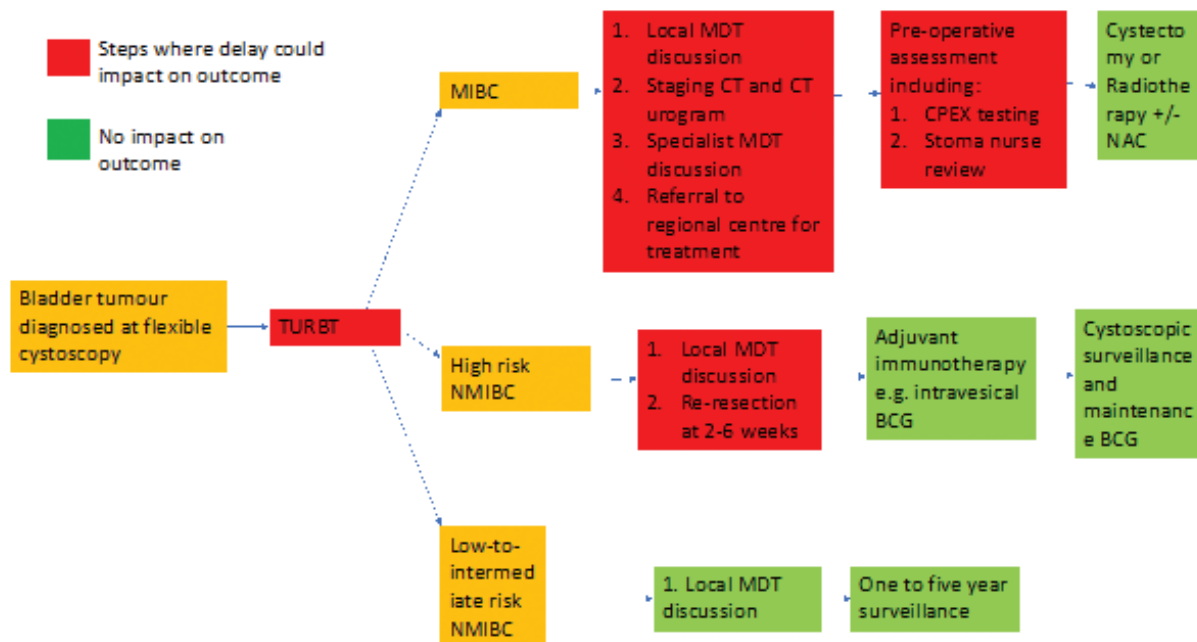 Steps where delay could
impact on outcome
No impact on
outcome
MIBC
1. Local MDT
discussion
2. Staging CT and CT
urogram
3. Specialist MDT
discussion
4. Referral to
regional centre for
treatment
Pre-operative
assessment
including:
1. CPEX testing
2. Stoma nurse
review
Cystecto
my or
Radiothe
rapy +/-
NAC
Bladder tumour
diagnosed at flexible
cystoscopy
TURBT
High risk
NMIBC
1. Local MDT
discussion
2. Re-resection
at 2-6 weeks
Adjuvant
immunotherapy
e.g. intravesical
BCG
Cystoscopic
surveillance
and
maintenanc
e BCG
Low-to-
intermed
iate risk
NMIBC
1. Local MDT
discussion
One to five year
surveillance